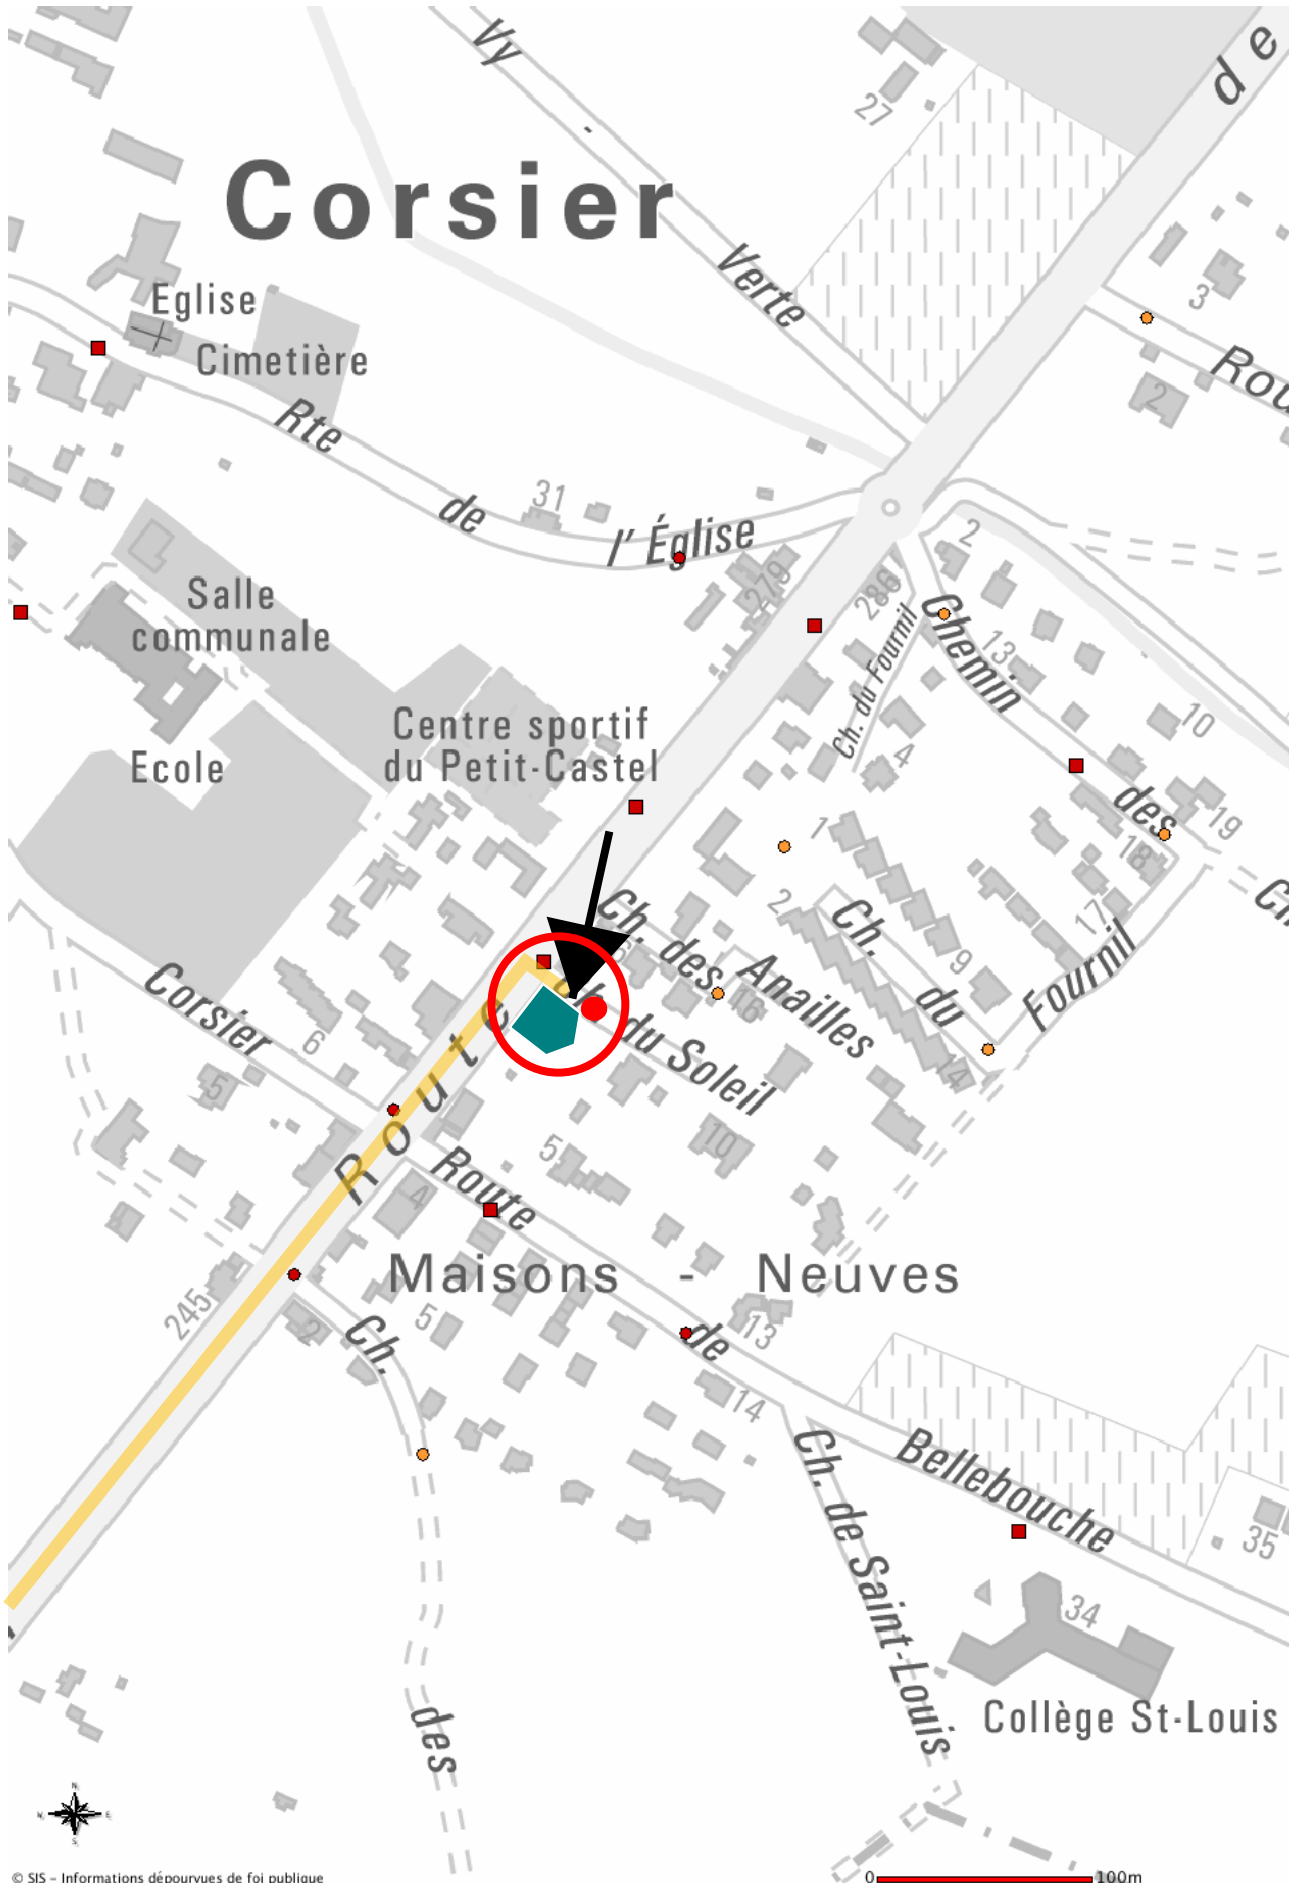 Vy
-
de
27
Corsier
Verte
Eglise
3
Cimetière
Rou
2
Rte
de
31
l' Église
2
279
286
Salle
communale
Chemin
Ch. du Fournil
13
10
Centre sportif
du Petit-Castel
4
Ecole
des
1
19
18
2
17
Ch. des Amailles
Ch. du Fournil
9
16
Corsier
6
5
Ch. du Soleil
14
Route
10
5
Route
4
Maisons - Neuves
245
2
Ch.
5
de
13
14
Bellebouche
Ch. de Saint-Louis
35
34
Collège St-Louis
des
N
W
E
S
© SIS - Informations dépourvues de foi publique
0
100m